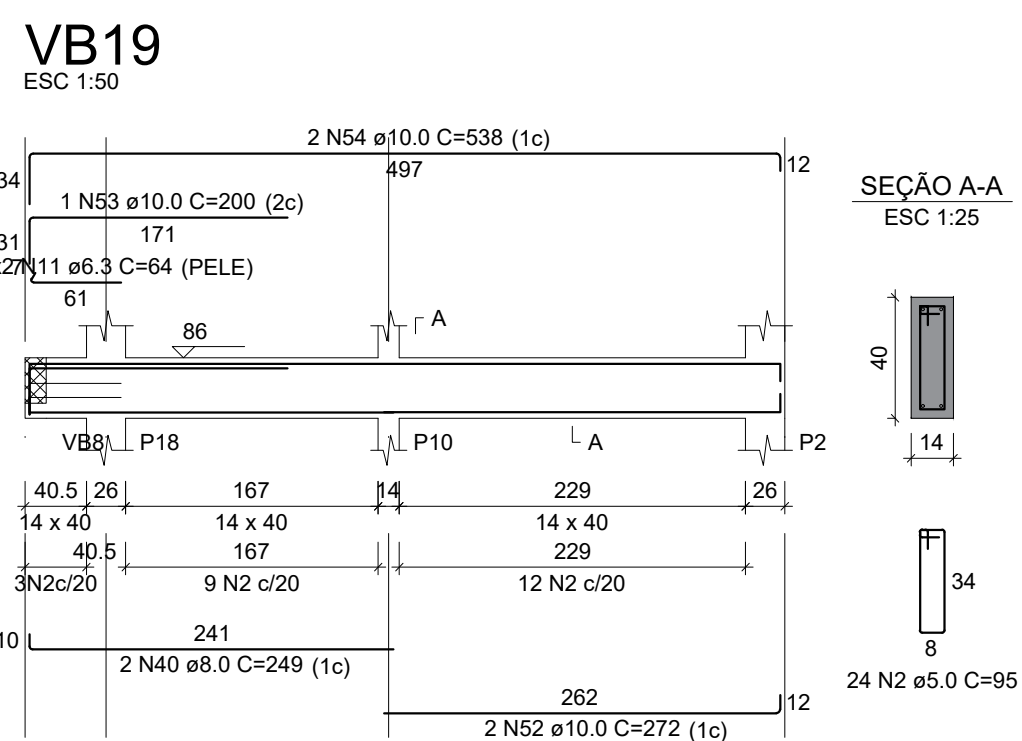 VB19
ESC 1:50
2 N54 ø10.0 C=538 (1c)
34
497
12
1 N53 ø10.0 C=200 (2c)
31
171
N11 ø6.3 C=64 (PELE)
61
SEÇÃO A-A
ESC 1:25
A
86
40
14
VB8
P18
P10
A
P2
40.5 26 167 14 229 26
14 x 40 14 x 40 14 x 40
40.5 167 229
3N2c/20 9 N2 c/20 12 N2 c/20
34
8
24 N2 ø5.0 C=95
10
241
2 N40 ø8.0 C=249 (1c)
262
12
2 N52 ø10.0 C=272 (1c)